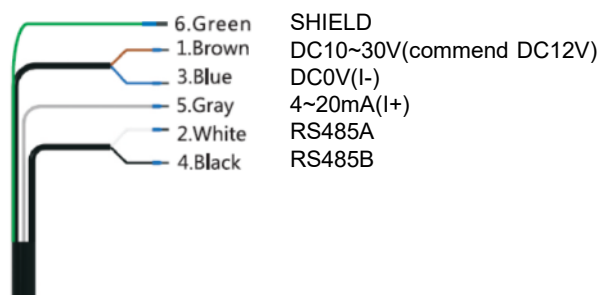 6.Green SHIELD
1.Brown DC10~30V(commend DC12V)
3.Blue DC0V(I-)
5.Gray 4~20mA(I+)
2.White RS485A
4.Black RS485B